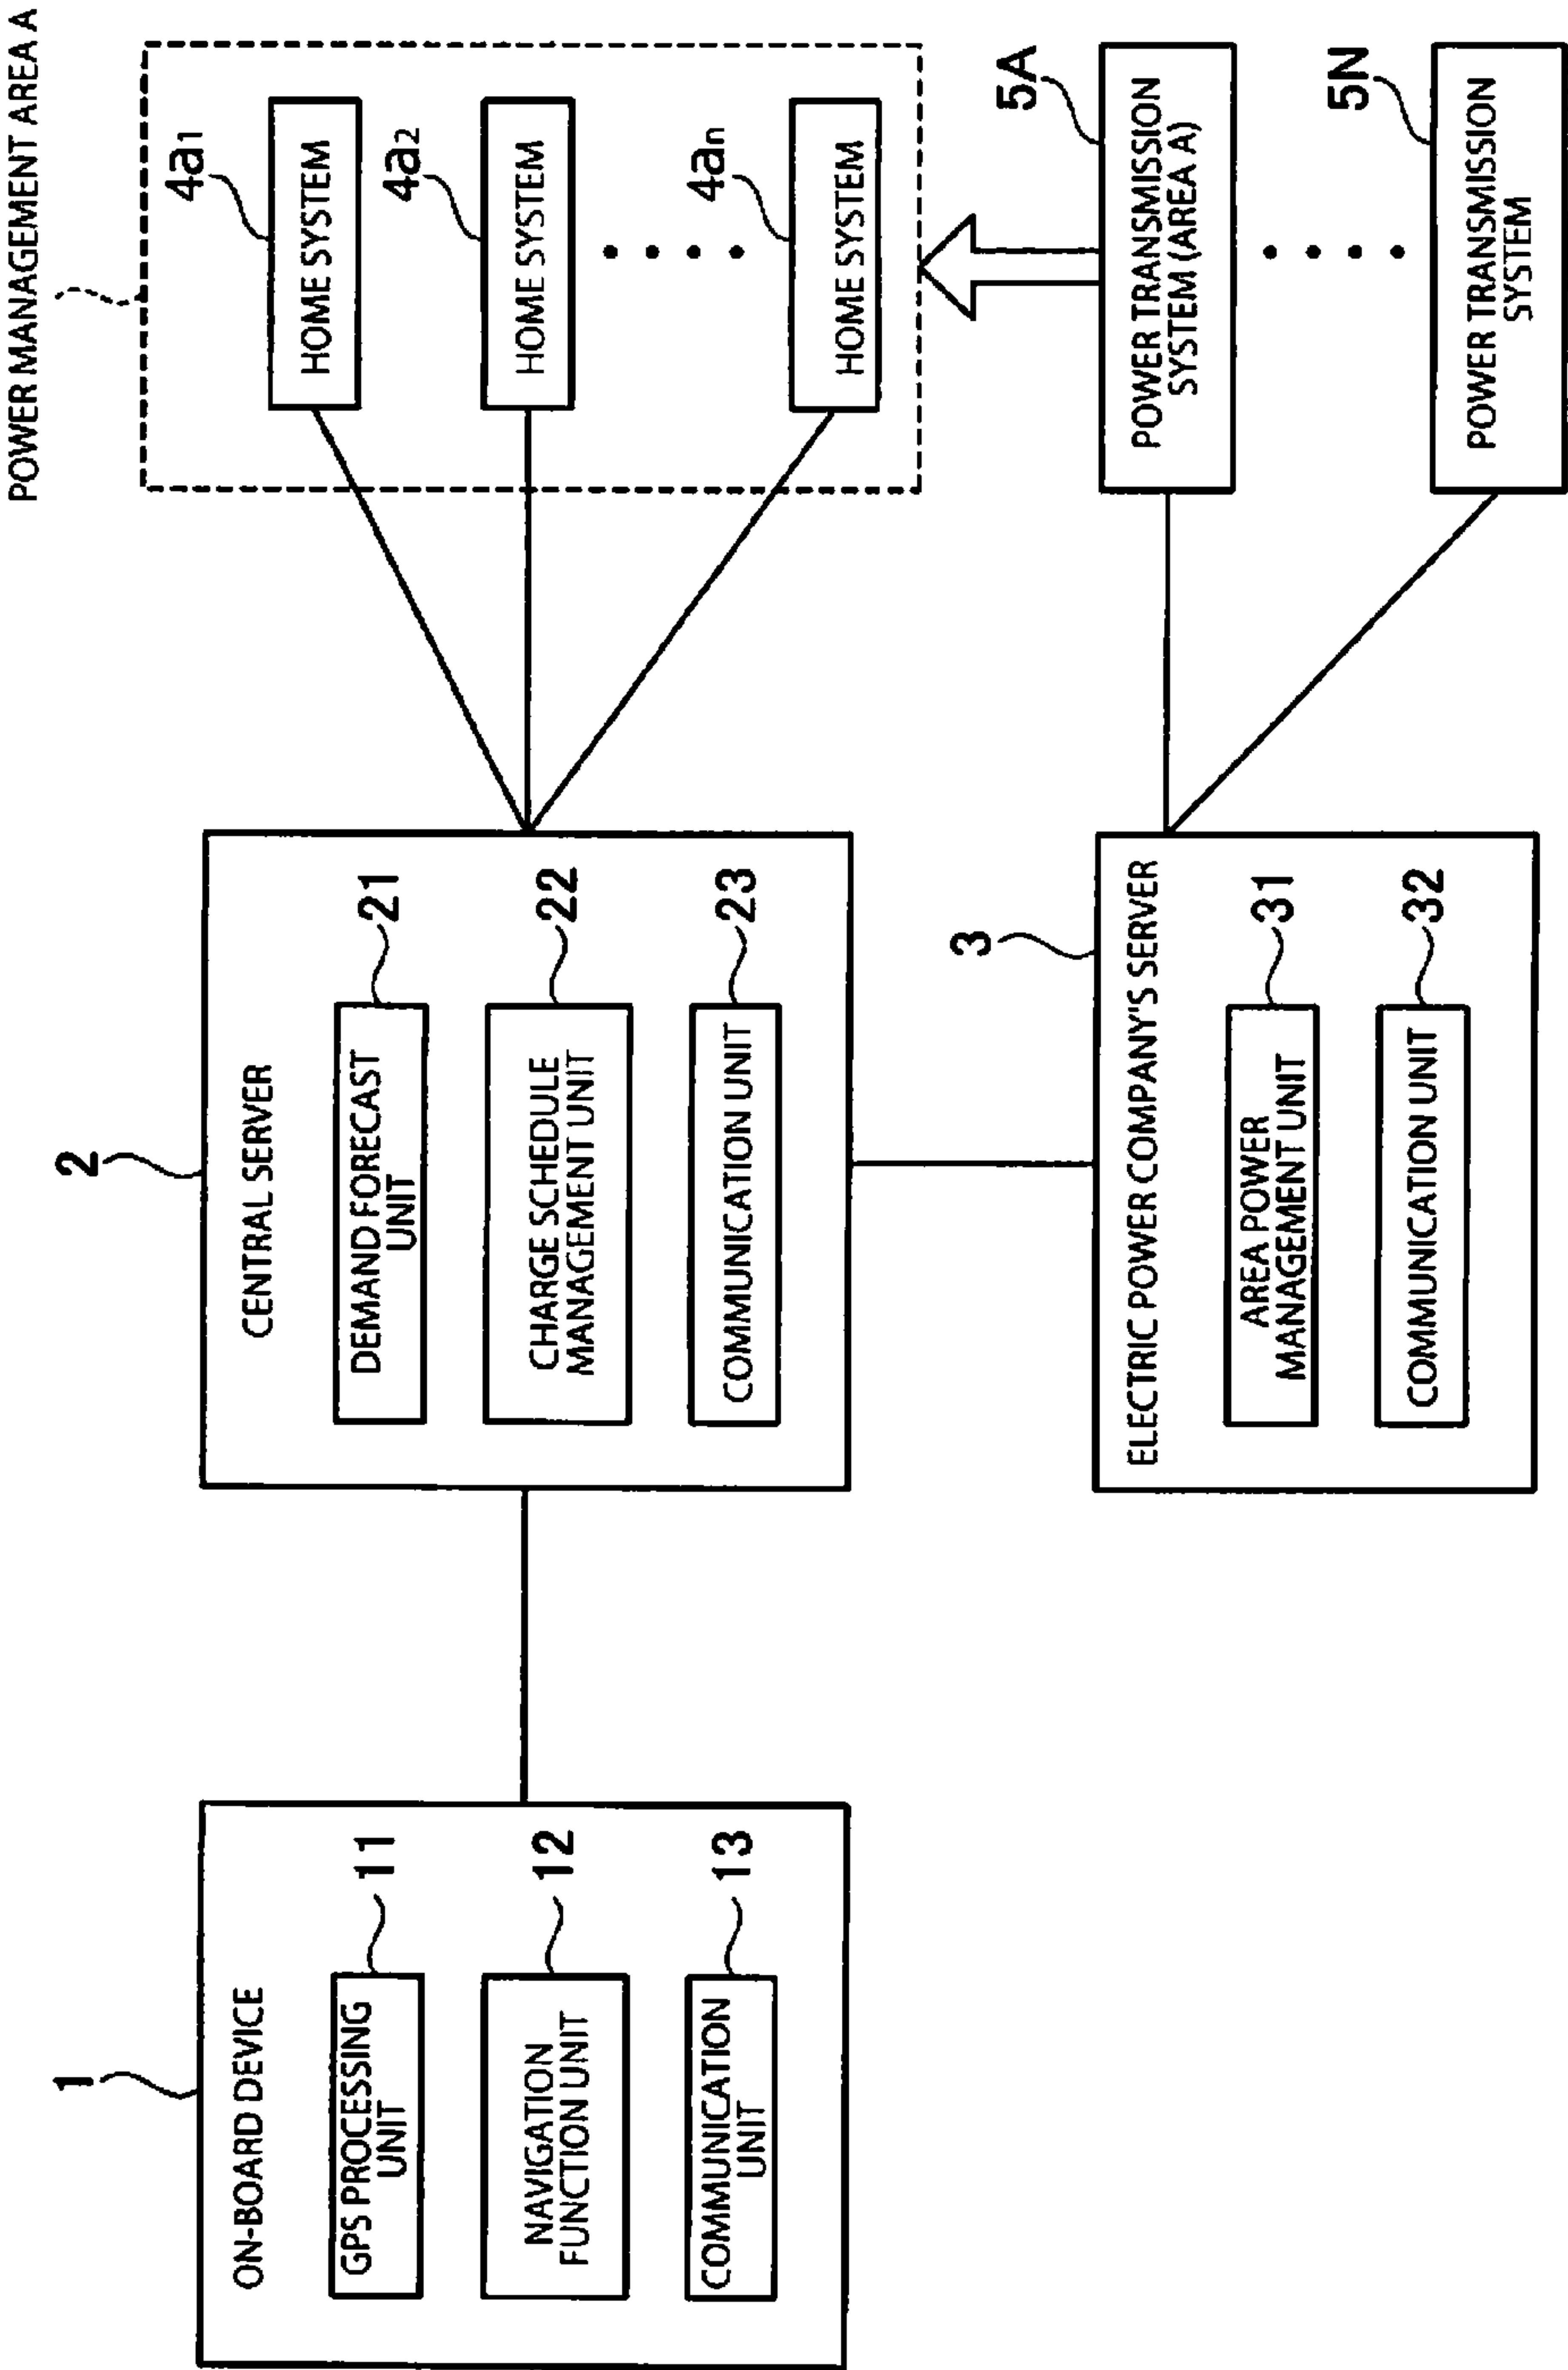 1
ON-BOARD DEVICE
GPS PROCESSING
UNIT
11
NAVIGATION
FUNCTION UNIT
12
COMMUNICATION
UNIT
13
2
CENTRAL SERVER
DEMAND FORECAST
UNIT
21
CHARGE SCHEDULE
MANAGEMENT UNIT
22
COMMUNICATION UNIT
23
3
ELECTRIC POWER COMPANY'S SERVER
AREA POWER
MANAGEMENT UNIT
31
COMMUNICATION UNIT
32
POWER MANAGEMENT AREA A
4a1
HOME SYSTEM
4a2
HOME SYSTEM
4an
HOME SYSTEM
5A
POWER TRANSMISSION
SYSTEM (AREA A)
5N
POWER TRANSMISSION
SYSTEM